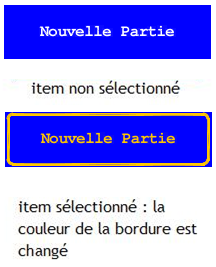 Nouvelle Partie
item non sélectionné
Nouvelle Partie
item sélectionné : la
couleur de la bordure est
changé